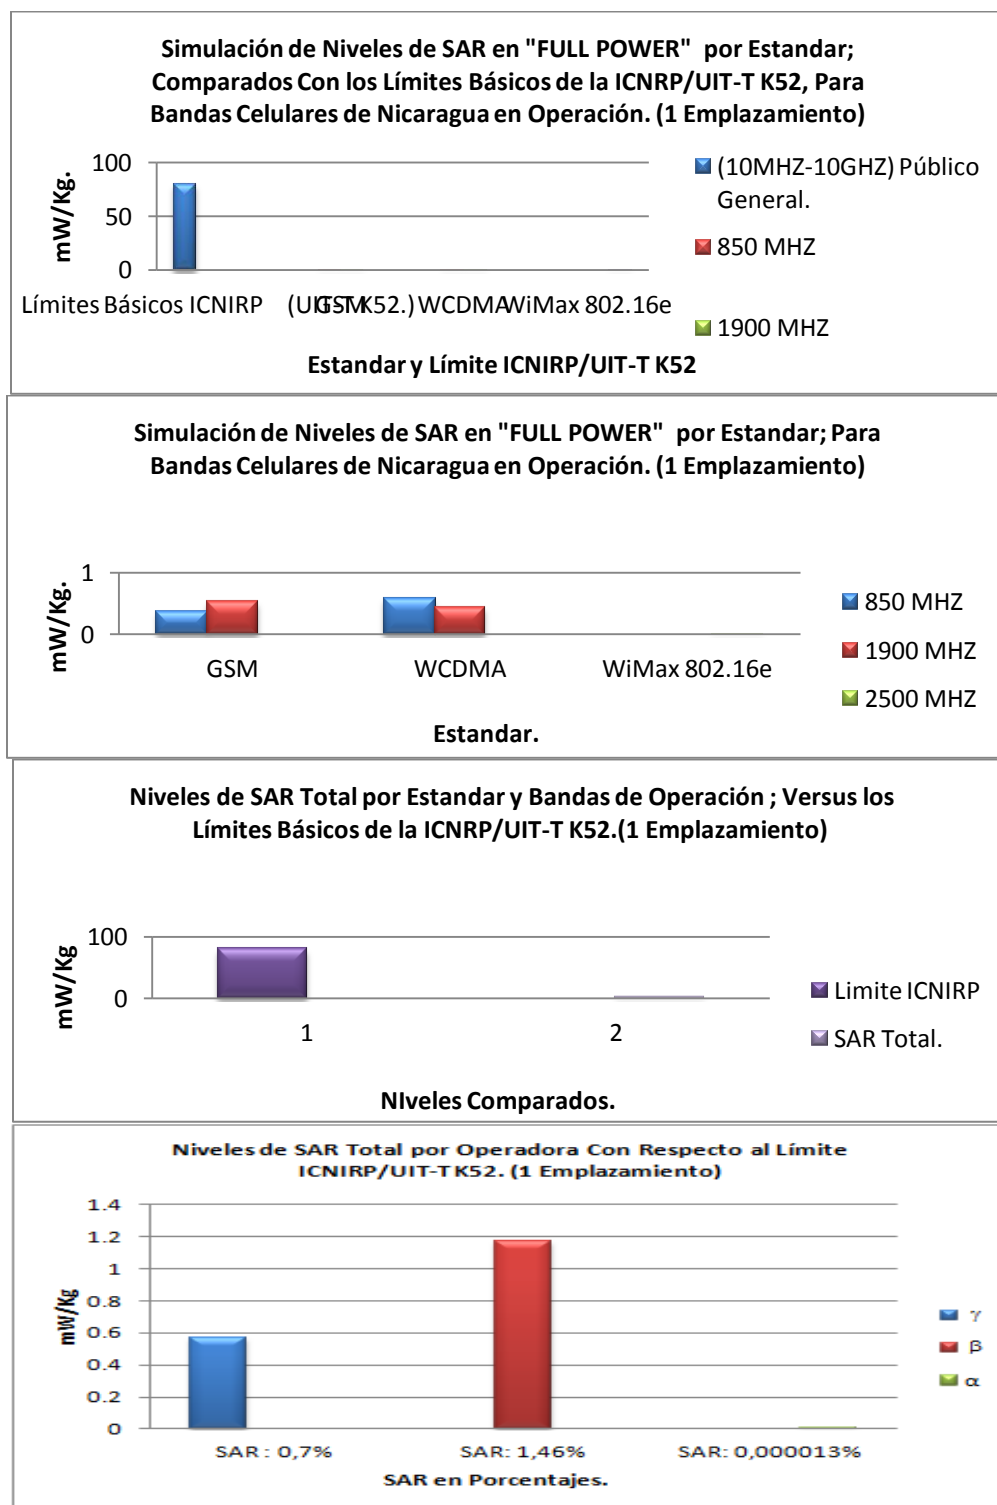 Simulación de Niveles de SAR en "FULL POWER" por Estandar;
Comparados Con los Límites Básicos de la ICNRP/UIT-T K52, Para
Bandas Celulares de Nicaragua en Operación. (1 Emplazamiento)
100
50
0
mW/Kg.
(10MHZ-10GHZ) Público
General.
850 MHZ
1900 MHZ
Límites Básicos ICNIRP (UIT-T K52.) GSM WCDMA WiMax 802.16e
Estandar y Límite ICNIRP/UIT-T K52
Simulación de Niveles de SAR en "FULL POWER" por Estandar; Para
Bandas Celulares de Nicaragua en Operación. (1 Emplazamiento)
1
0
mW/Kg.
GSM WCDMA WiMax 802.16e
850 MHZ
1900 MHZ
2500 MHZ
Estandar.
Niveles de SAR Total por Estandar y Bandas de Operación ; Versus los
Límites Básicos de la ICNRP/UIT-T K52.(1 Emplazamiento)
100
0
mW/Kg
1 2
Limite ICNIRP
SAR Total.
NIveles Comparados.
Niveles de SAR Total por Operadora Con Respecto al Límite
ICNIRP/UIT-T K52. (1 Emplazamiento)
1.4
1.2
1
0.8
0.6
0.4
0.2
0
mW/Kg
γ
β
α
SAR : 0,7% SAR: 1,46% SAR: 0,000013%
SAR en Porcentajes.